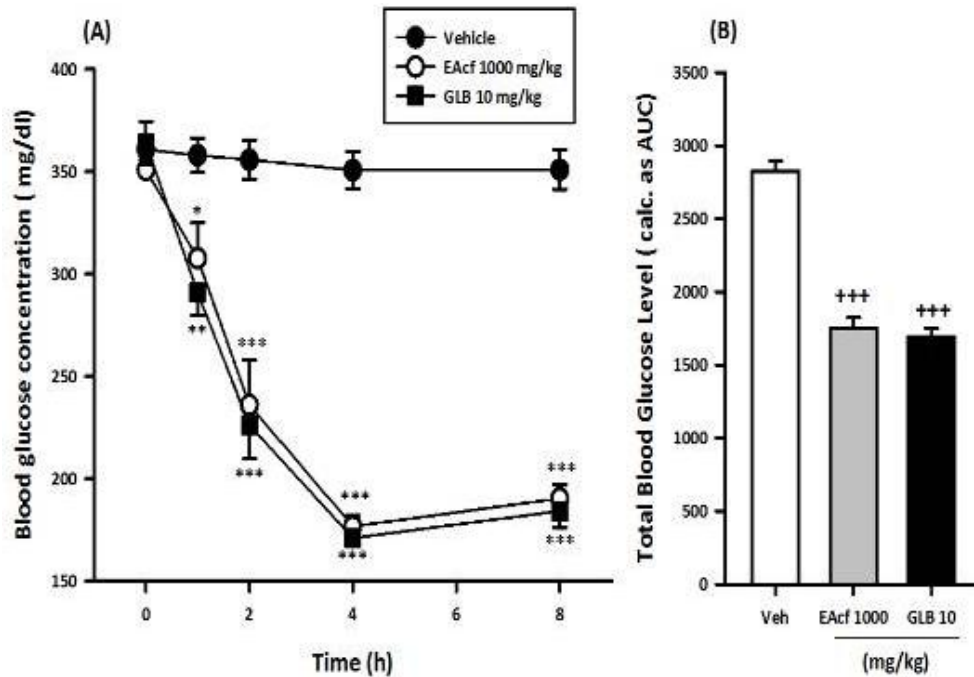 (A)
Vehicle
EAcf 1000 mg/kg
GLB 10 mg/kg
Blood glucose concentration ( mg/dl)
400
350
300
250
200
150
*
**
***
***
***
***
***
***
0
2
4
6
8
Time (h)
(B)
Total Blood Glucose Level ( calc. as AUC)
3500
3000
2500
2000
1500
1000
500
0
+++
+++
Veh
EAcf 1000
GLB 10
(mg/kg)